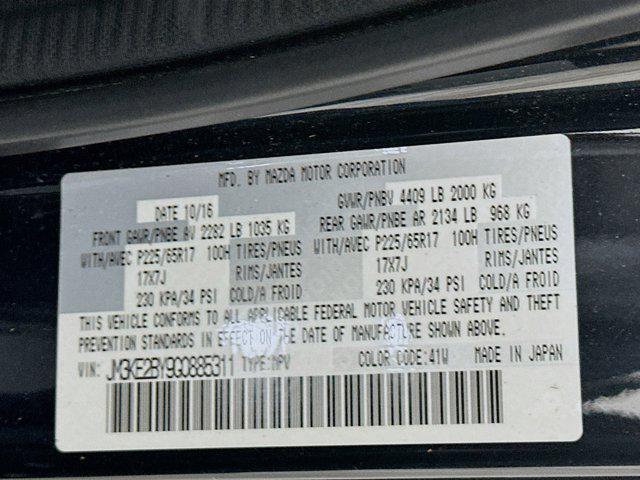 MFD. BY MAZDA MOTOR CORPORATION
DATE 10/16 GVWR/PNBV 4409 LB 2000 KG
FRONT GAWR/PNBE AV 2282 LB 1035 KG REAR GAWR/PNBE AR 2134 LB 968 KG
WITH/AVEC P225/65R17 100H TIRES/PNEUS WITH/AVEC P225/65R17 100H TIRES/PNEUS
17X7J RIMS/JANTES 17X7J RIMS/JANTES
230 KPA/34 PSI COLD/A FROID 230 KPA/34 PSI COLD/A FROID
THIS VEHICLE CONFORMS TO ALL APPLICABLE FEDERAL MOTOR VEHICLE SAFETY AND THEFT
PREVENTION STANDARDS IN EFFECT ON THE DATE OF MANUFACTURE SHOWN ABOVE.
VIN: JM3KE2BY9G0885311 TYPE:MPV COLOR CODE:41W MADE IN JAPAN